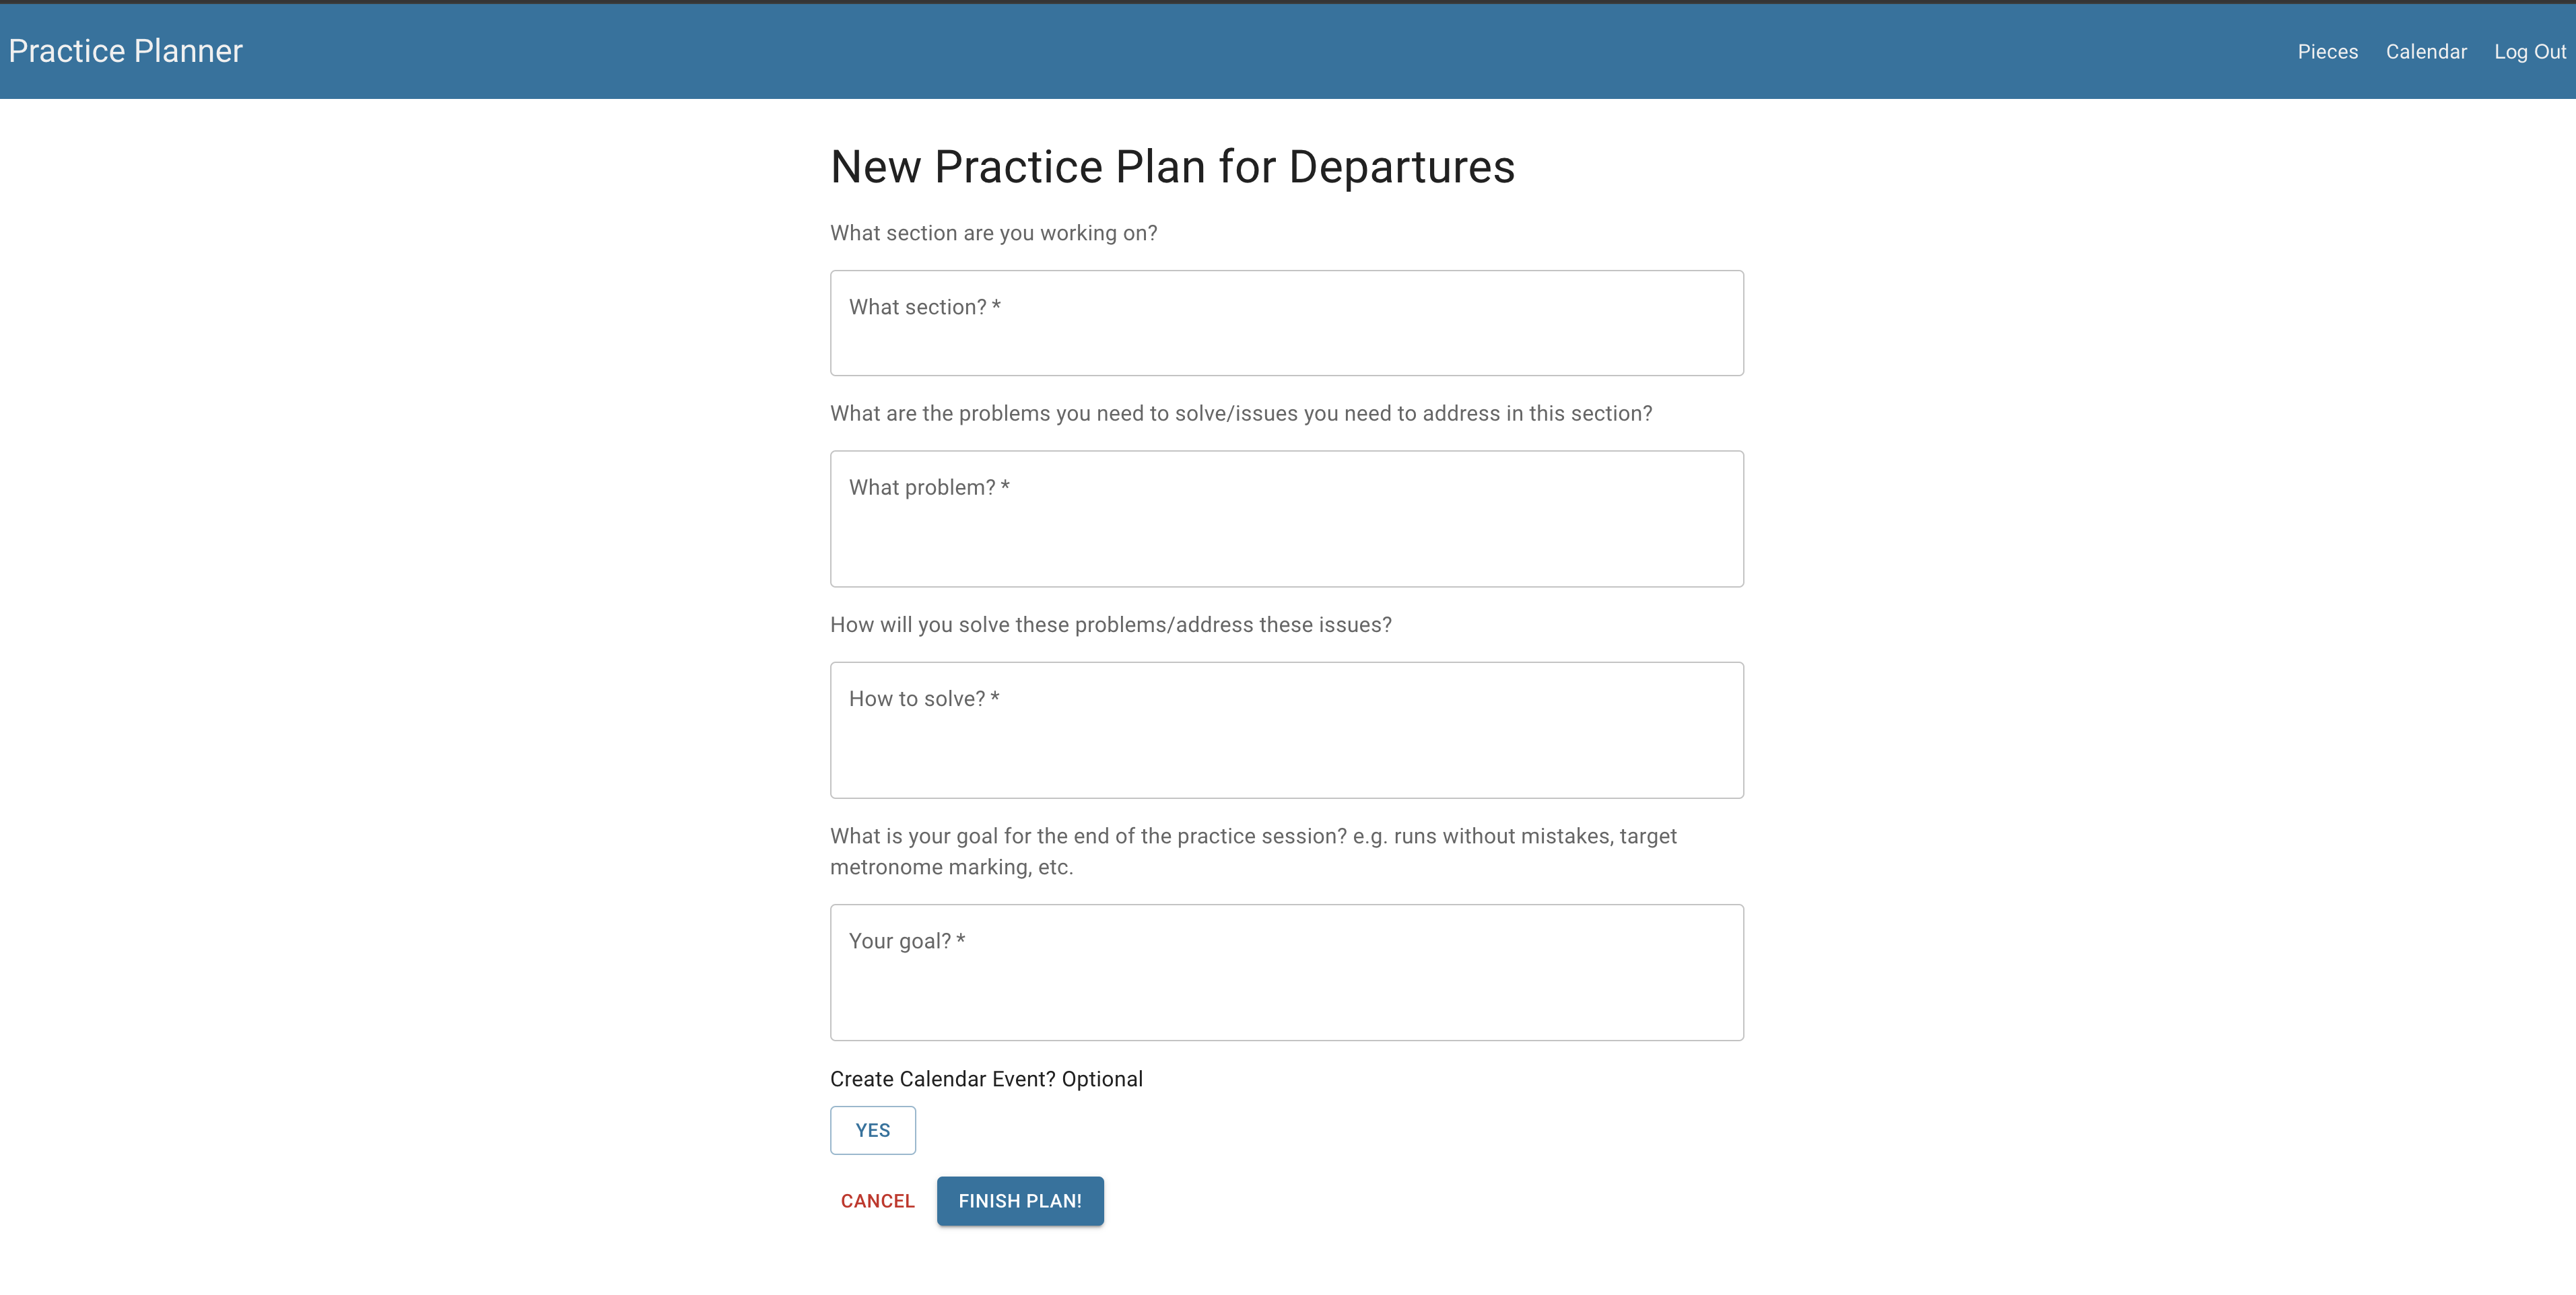 Practice Planner
Pieces Calendar Log Out
New Practice Plan for Departures
What section are you working on?
What section? *
What are the problems you need to solve/issues you need to address in this section?
What problem? *
How will you solve these problems/address these issues?
How to solve? *
What is your goal for the end of the practice session? e.g. runs without mistakes, target
metronome marking, etc.
Your goal? *
Create Calendar Event? Optional
YES
CANCEL FINISH PLAN!